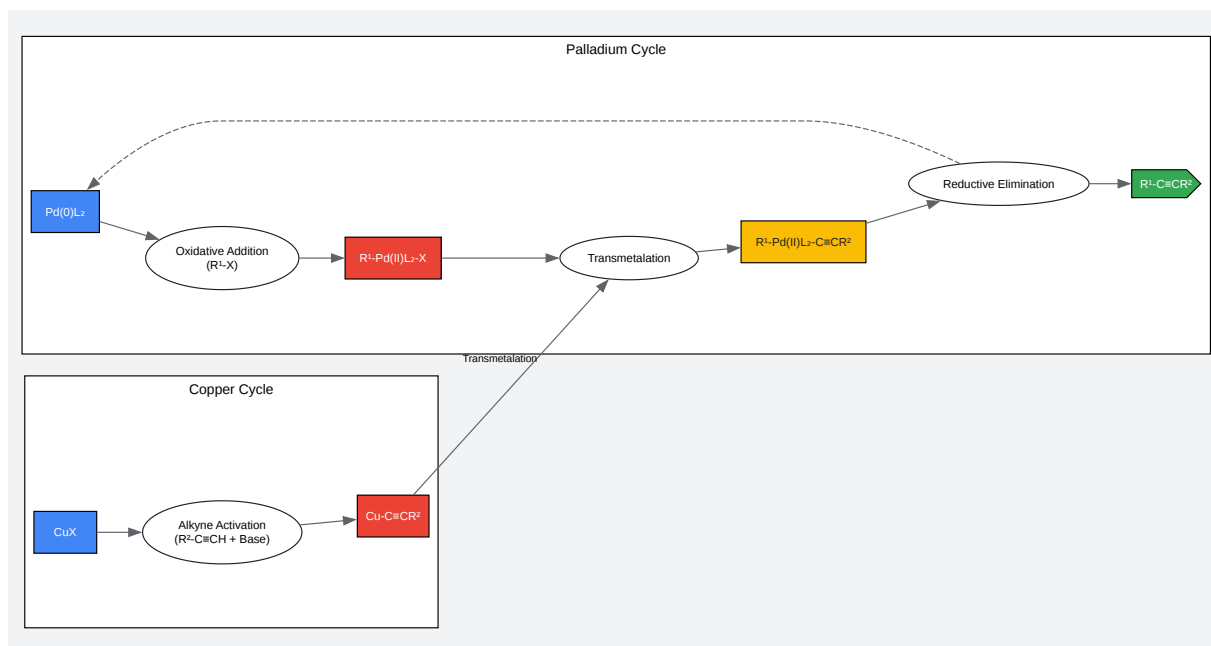 Palladium Cycle
Pd(0)L₂
Oxidative Addition
(R¹-X)
R¹-Pd(II)L₂-X
Transmetalation
R¹-Pd(II)L₂-C≡CR²
Reductive Elimination
R¹-C≡CR²
Transmetalation
Copper Cycle
CuX
Alkyne Activation
(R²-C≡CH + Base)
Cu-C≡CR²